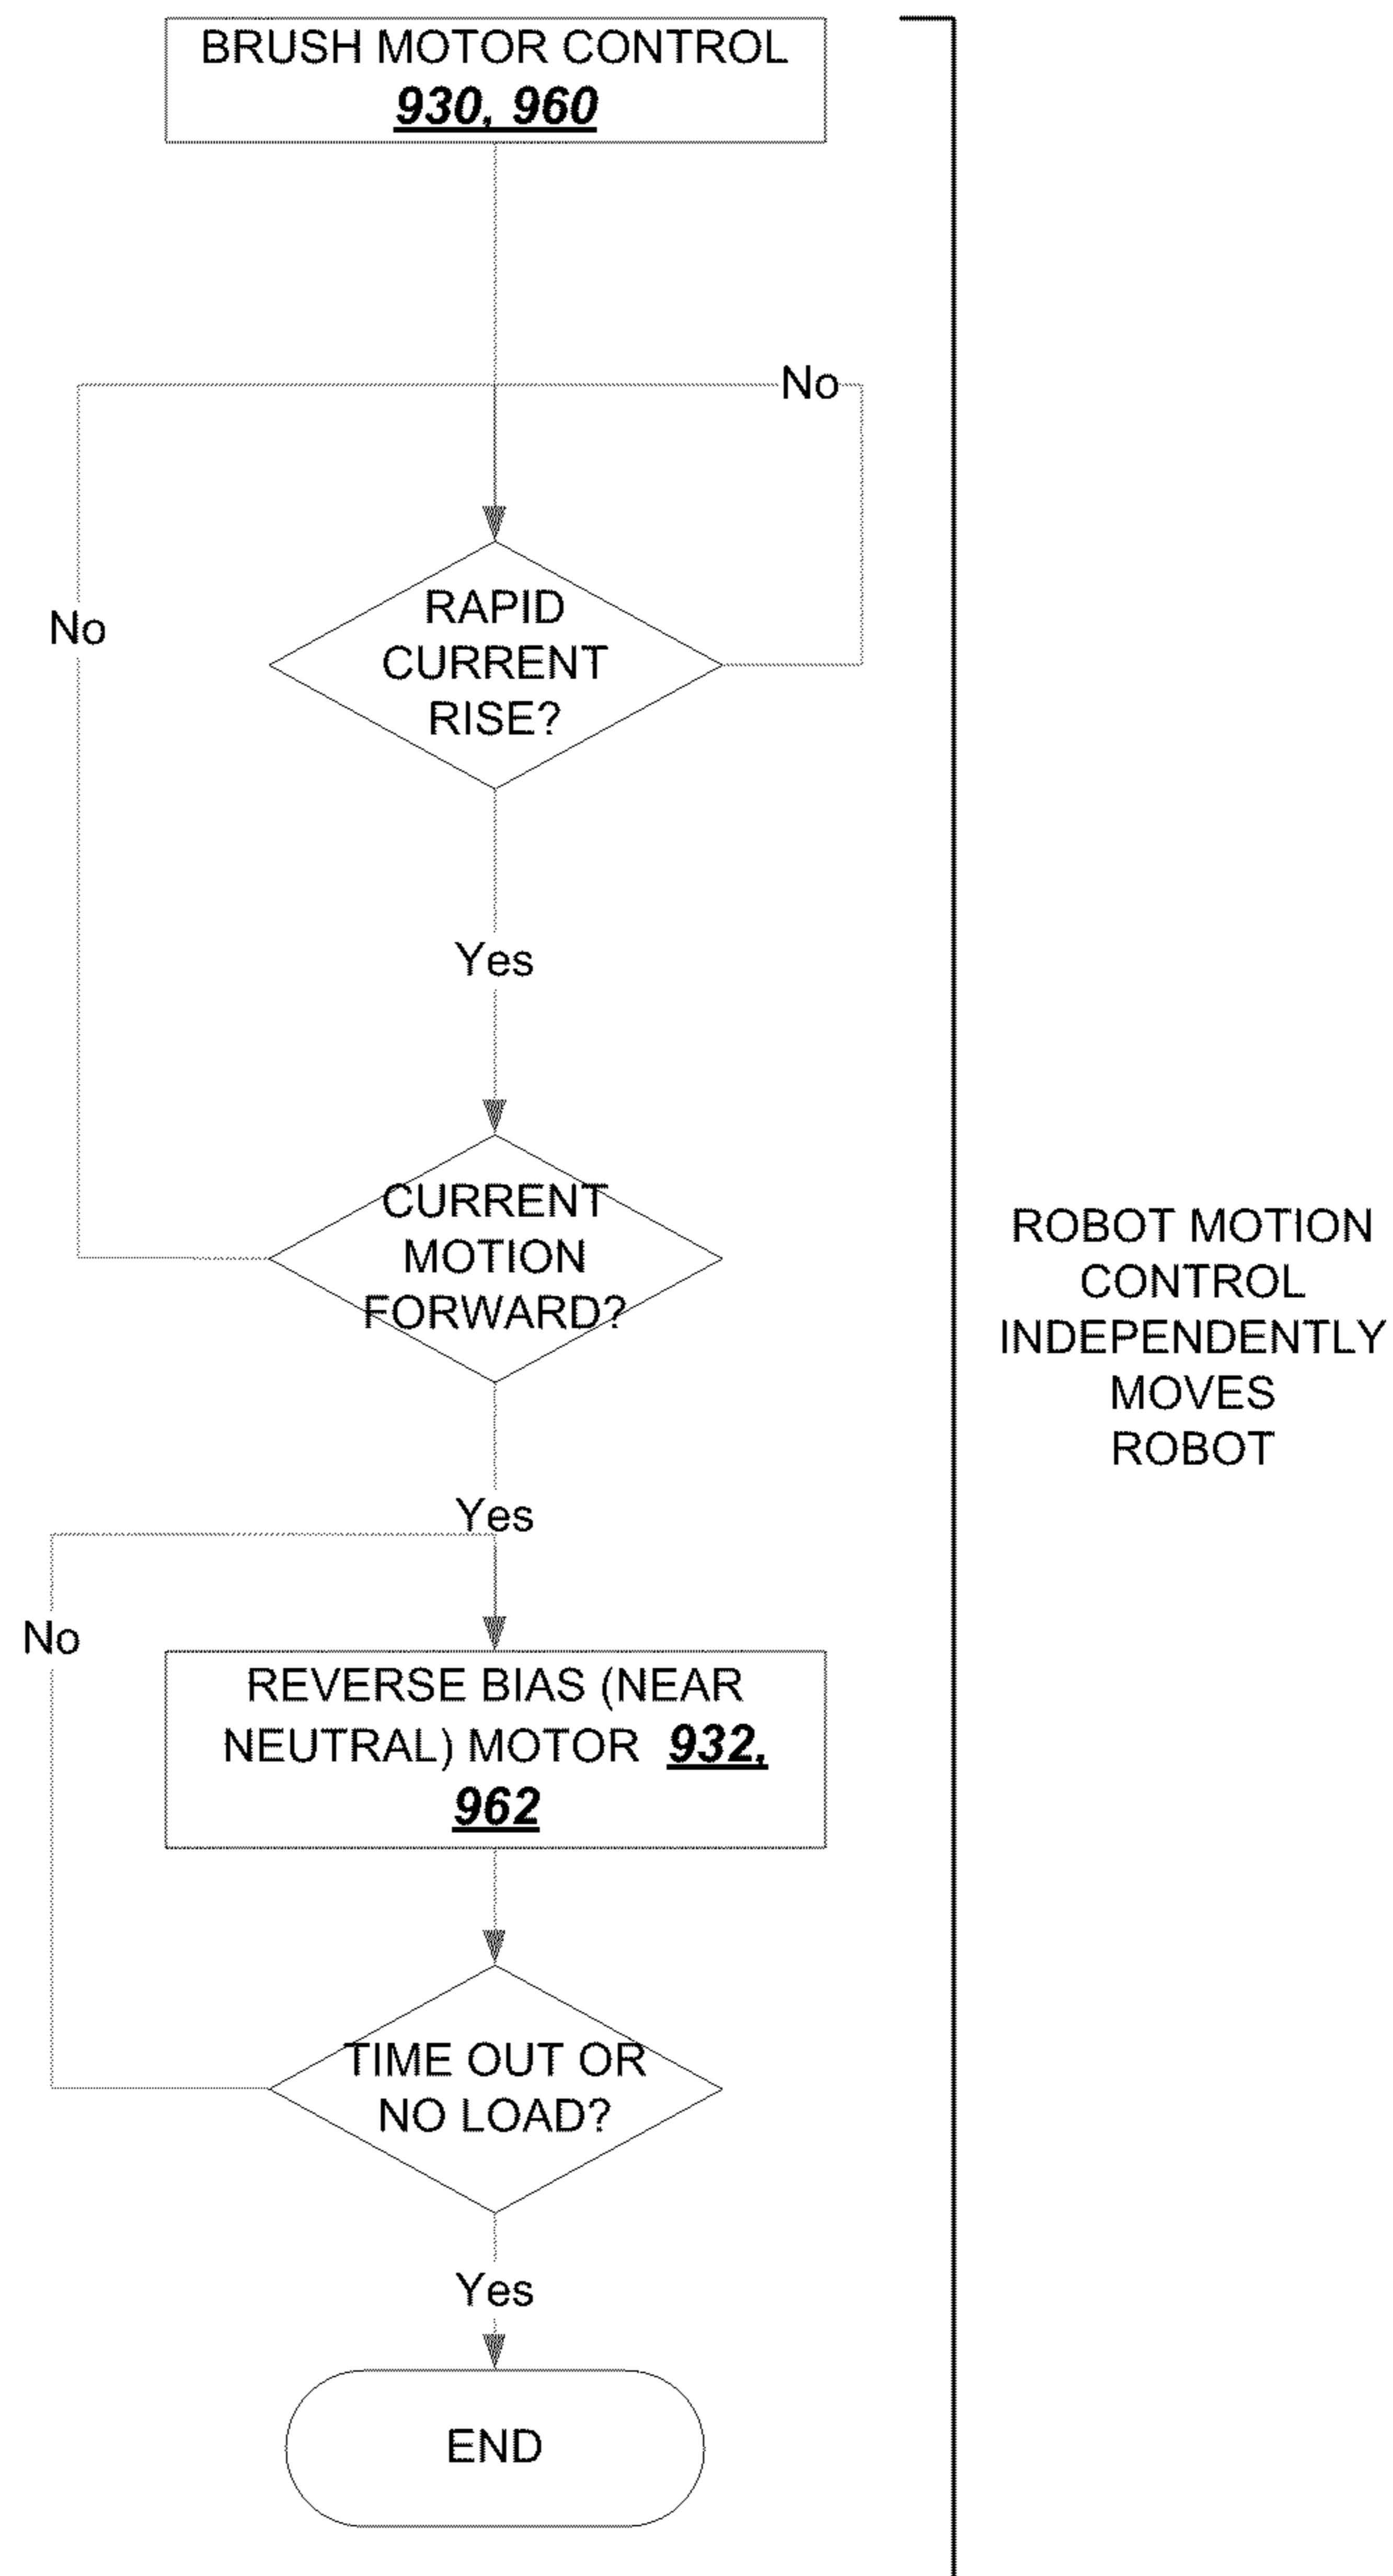 BRUSH MOTOR CONTROL
930, 960
No
RAPID
CURRENT
RISE?
No
Yes
CURRENT
MOTION
FORWARD?
ROBOT MOTION
CONTROL
INDEPENDENTLY
MOVES
ROBOT
Yes
No
REVERSE BIAS (NEAR
NEUTRAL) MOTOR 932,
962
TIME OUT OR
NO LOAD?
Yes
END